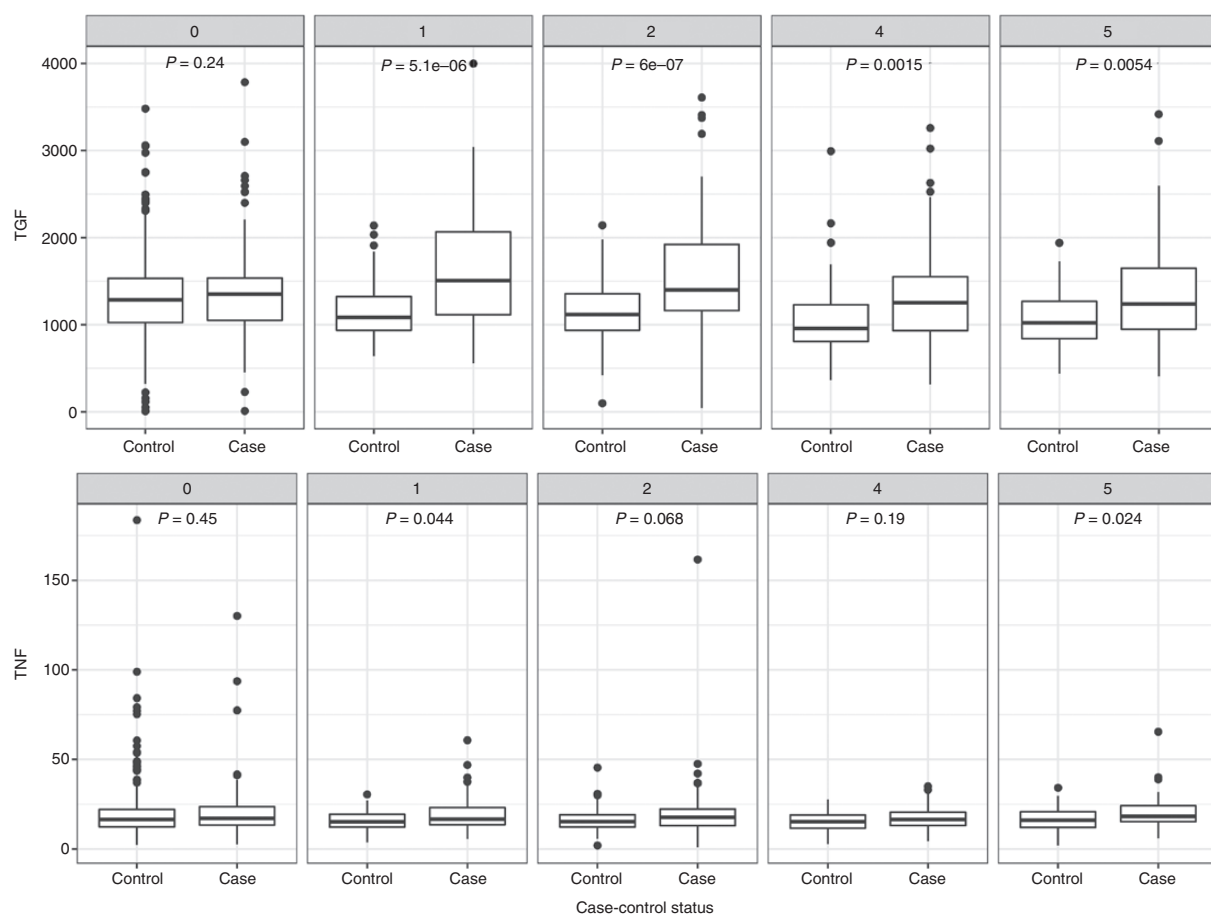 0 1 2 4 5
P = 0.24 P = 5.1e–06 P = 6e–07 P = 0.0015 P = 0.0054
4000
3000
TGF
2000
1000
0
Control Case Control Case Control Case Control Case Control Case
0 1 2 4 5
P = 0.45 P = 0.044 P = 0.068 P = 0.19 P = 0.024
150
TNF
100
50
0
Control Case Control Case Control Case Control Case Control Case
Case-control status